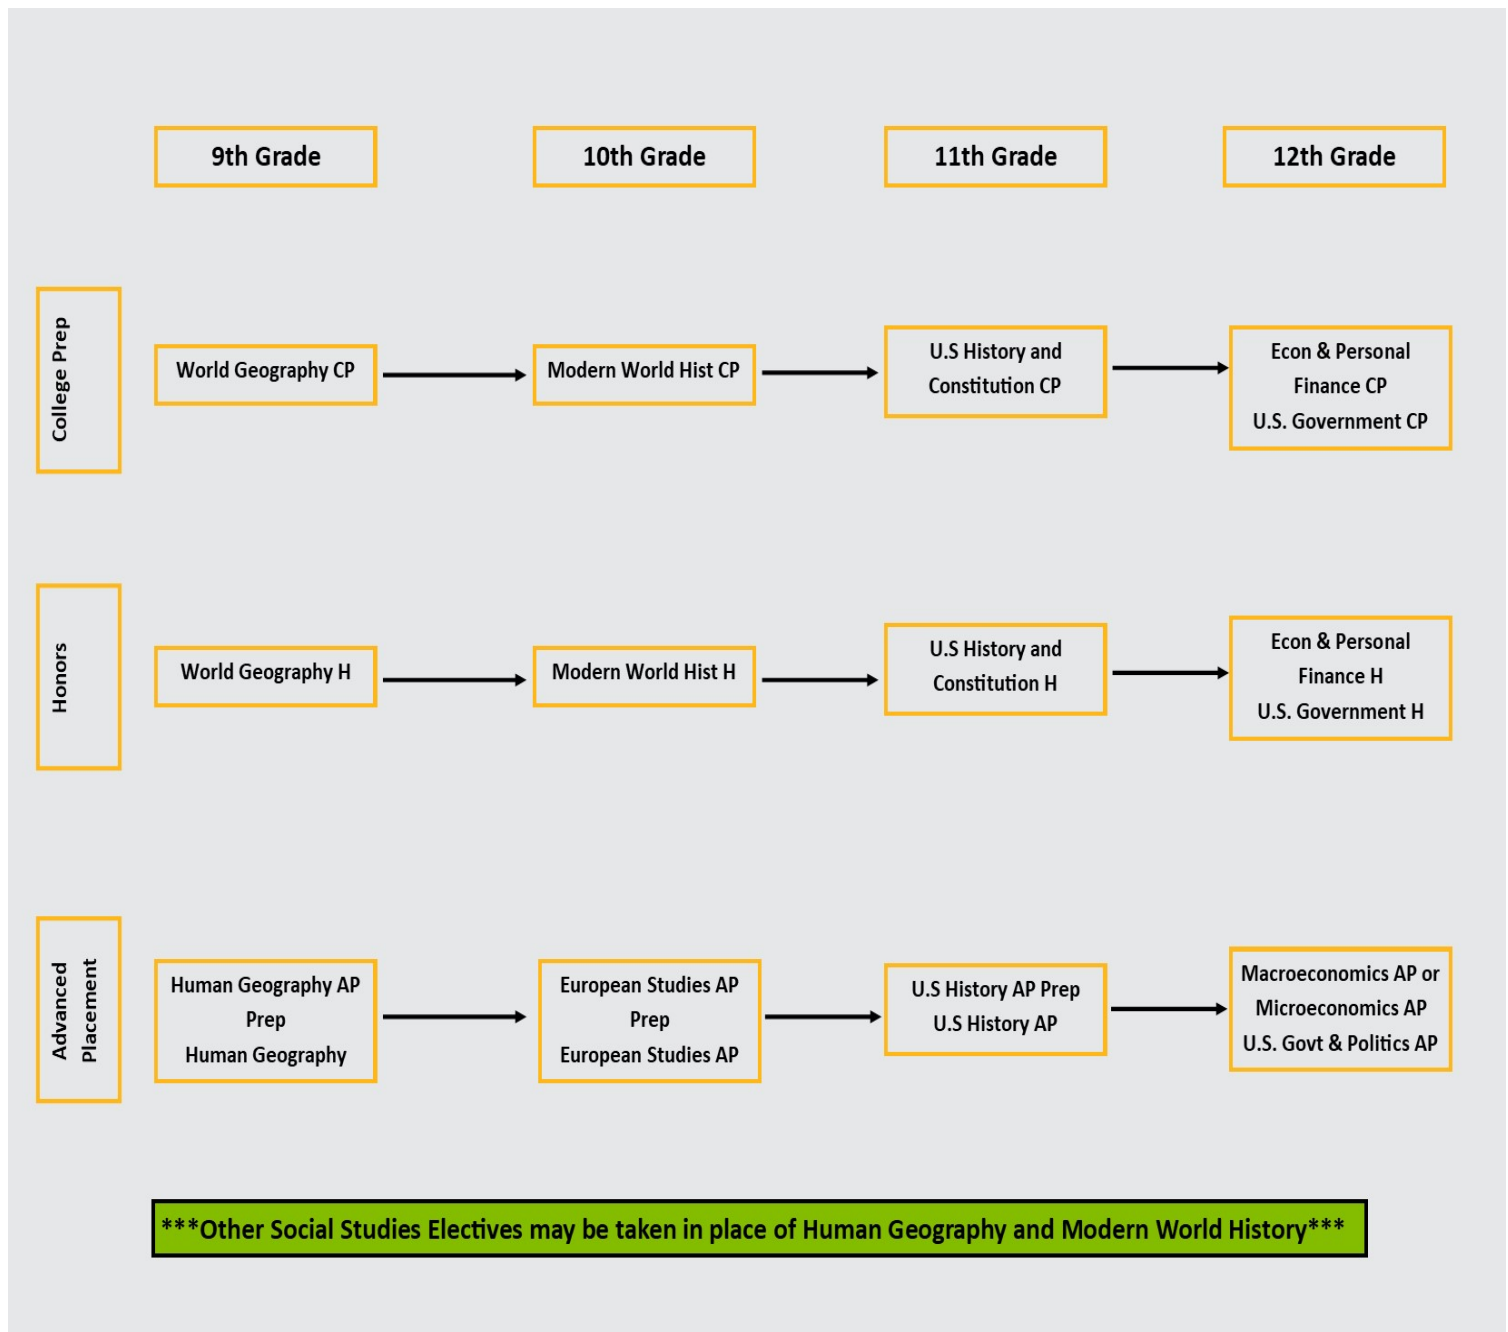 9th Grade
10th Grade
11th Grade
12th Grade
College Prep
World Geography CP
Modern World Hist CP
U.S History and
Constitution CP
Econ & Personal
Finance CP
U.S. Government CP
Honors
World Geography H
Modern World Hist H
U.S History and
Constitution H
Econ & Personal
Finance H
U.S. Government H
Advanced
Placement
Human Geography AP
Prep
Human Geography
European Studies AP
Prep
European Studies AP
U.S History AP Prep
U.S History AP
Macroeconomics AP or
Microeconomics AP
U.S. Govt & Politics AP
***Other Social Studies Electives may be taken in place of Human Geography and Modern World History***